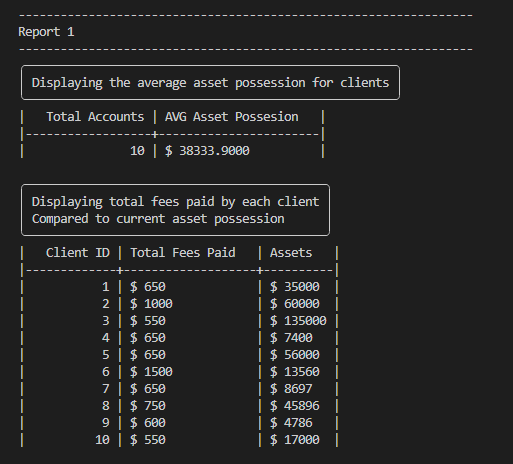 ----------------------------------------------------------------
Report 1
----------------------------------------------------------------
Displaying the average asset possession for clients
| Total Accounts | AVG Asset Possesion |
|----------------+--------------------|
| 10 | $ 38333.9000 |
Displaying total fees paid by each client
Compared to current asset possession
| Client ID | Total Fees Paid | Assets |
|-----------+-----------------+---------|
| 1 | $ 650 | $ 35000 |
| 2 | $ 1000 | $ 60000 |
| 3 | $ 550 | $ 135000 |
| 4 | $ 650 | $ 7400 |
| 5 | $ 650 | $ 56000 |
| 6 | $ 1500 | $ 13560 |
| 7 | $ 650 | $ 8697 |
| 8 | $ 750 | $ 45896 |
| 9 | $ 600 | $ 4786 |
| 10 | $ 550 | $ 17000 |